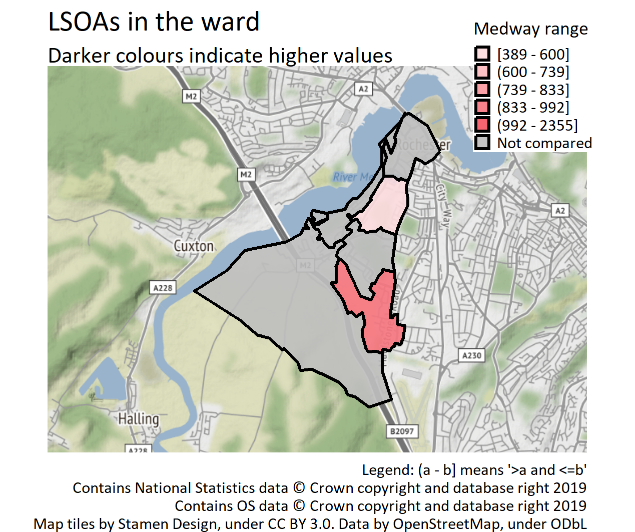 LSOAs in the ward
Darker colours indicate higher values
Medway range
[389 - 600]
(600 - 739]
(739 - 833]
(833 - 992]
(992 - 2355]
Not compared
M2
A2
M2
River
City Way
A2
Cuxton
M2
A228
A230
Halling
B2097
A228
Legend: (a - b] means '>a and <=b'
Contains National Statistics data © Crown copyright and database right 2019
Contains OS data © Crown copyright and database right 2019
Map tiles by Stamen Design, under CC BY 3.0. Data by OpenStreetMap, under ODbL